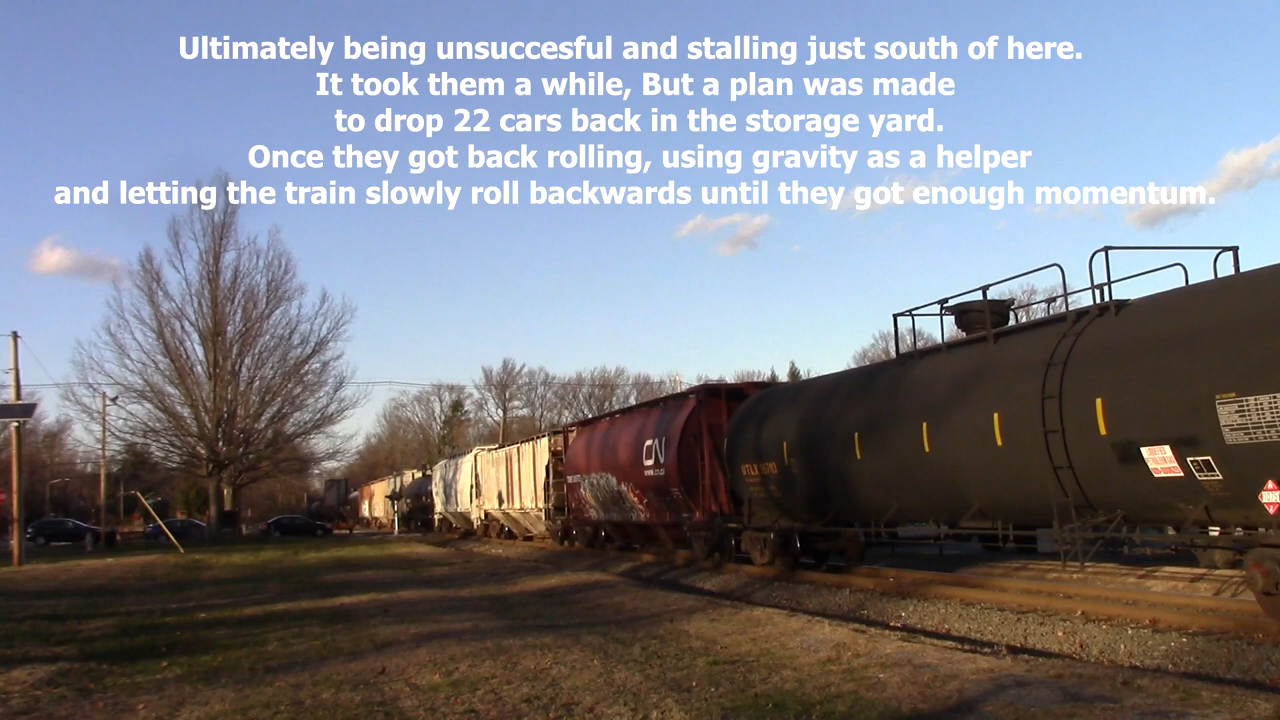 Ultimately being unsuccesful and stalling just south of here.
It took them a while, But a plan was made
to drop 22 cars back in the storage yard.
Once they got back rolling, using gravity as a helper
and letting the train slowly roll backwards until they got enough momentum.
CN
UTLX